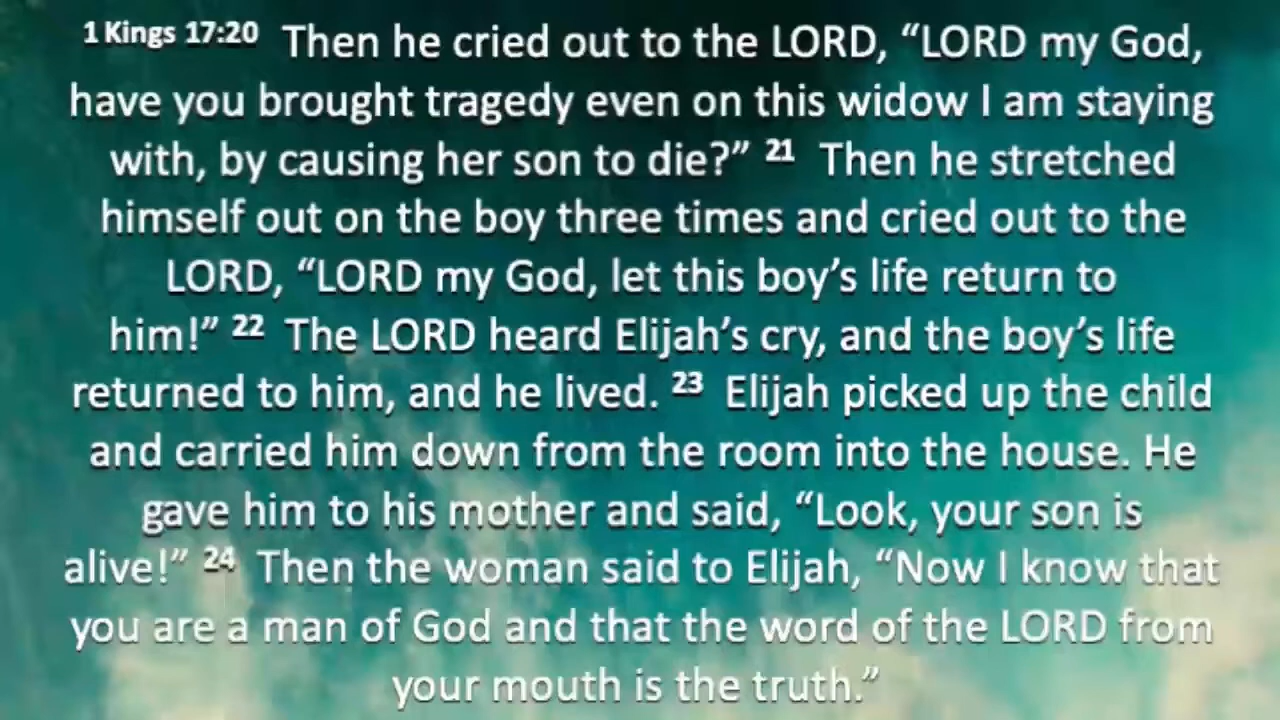 1 Kings 17:20 Then he cried out to the LORD, “LORD my God,
have you brought tragedy even on this widow I am staying
with, by causing her son to die?” 21 Then he stretched
himself out on the boy three times and cried out to the
LORD, “LORD my God, let this boy’s life return to
him!” 22 The LORD heard Elijah’s cry, and the boy’s life
returned to him, and he lived. 23 Elijah picked up the child
and carried him down from the room into the house. He
gave him to his mother and said, “Look, your son is
alive!” 24 Then the woman said to Elijah, “Now I know that
you are a man of God and that the word of the LORD from
your mouth is the truth.”